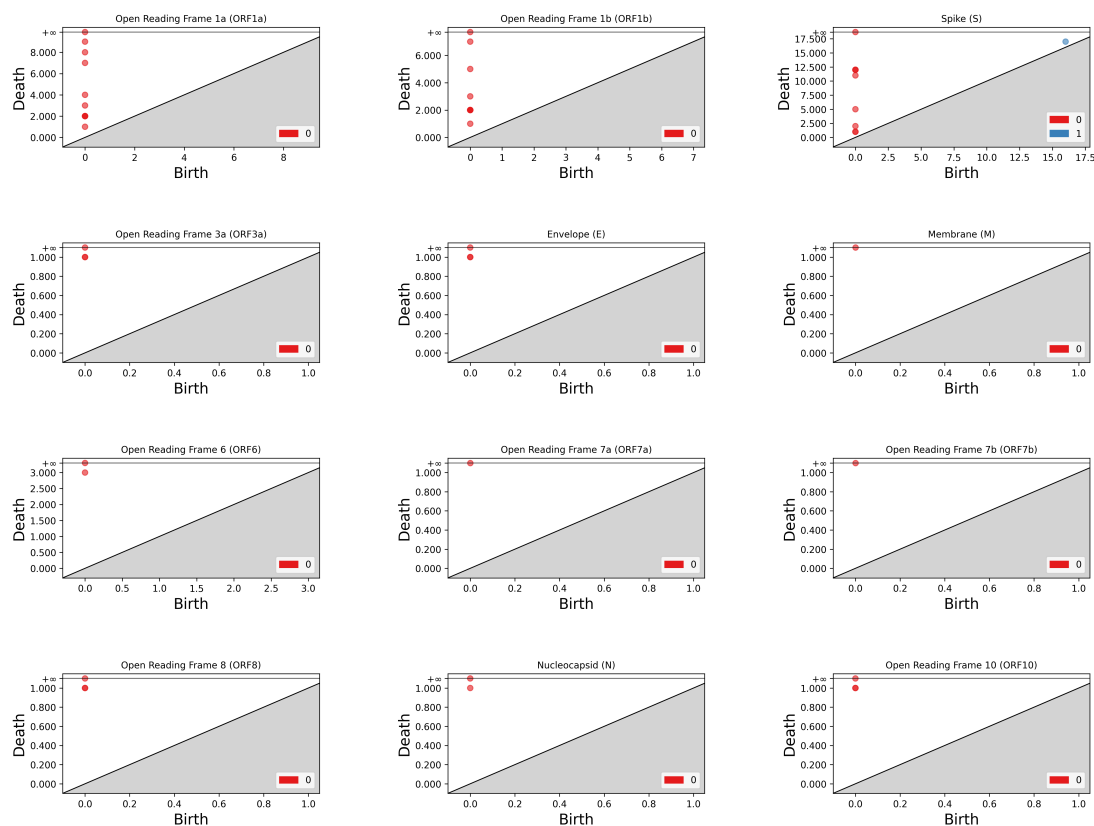 Open Reading Frame 1a (ORF1a)
+∞
8.000
6.000
4.000
2.000
0.000
Death
0 2 4 6 8
Birth
0
Open Reading Frame 1b (ORF1b)
+∞
6.000
4.000
2.000
0.000
Death
0 1 2 3 4 5 6 7
Birth
0
Spike (S)
+∞
17.500
15.000
12.500
10.000
7.500
5.000
2.500
0.000
Death
0.0 2.5 5.0 7.5 10.0 12.5 15.0 17.5
Birth
0
1
Open Reading Frame 3a (ORF3a)
+∞
1.000
0.800
0.600
0.400
0.200
0.000
Death
0.0 0.2 0.4 0.6 0.8 1.0
Birth
0
Envelope (E)
+∞
1.000
0.800
0.600
0.400
0.200
0.000
Death
0.0 0.2 0.4 0.6 0.8 1.0
Birth
0
Membrane (M)
+∞
1.000
0.800
0.600
0.400
0.200
0.000
Death
0.0 0.2 0.4 0.6 0.8 1.0
Birth
0
Open Reading Frame 6 (ORF6)
+∞
3.000
2.500
2.000
1.500
1.000
0.500
0.000
Death
0.0 0.5 1.0 1.5 2.0 2.5 3.0
Birth
0
Open Reading Frame 7a (ORF7a)
+∞
1.000
0.800
0.600
0.400
0.200
0.000
Death
0.0 0.2 0.4 0.6 0.8 1.0
Birth
0
Open Reading Frame 7b (ORF7b)
+∞
1.000
0.800
0.600
0.400
0.200
0.000
Death
0.0 0.2 0.4 0.6 0.8 1.0
Birth
0
Open Reading Frame 8 (ORF8)
+∞
1.000
0.800
0.600
0.400
0.200
0.000
Death
0.0 0.2 0.4 0.6 0.8 1.0
Birth
0
Nucleocapsid (N)
+∞
1.000
0.800
0.600
0.400
0.200
0.000
Death
0.0 0.2 0.4 0.6 0.8 1.0
Birth
0
Open Reading Frame 10 (ORF10)
+∞
1.000
0.800
0.600
0.400
0.200
0.000
Death
0.0 0.2 0.4 0.6 0.8 1.0
Birth
0